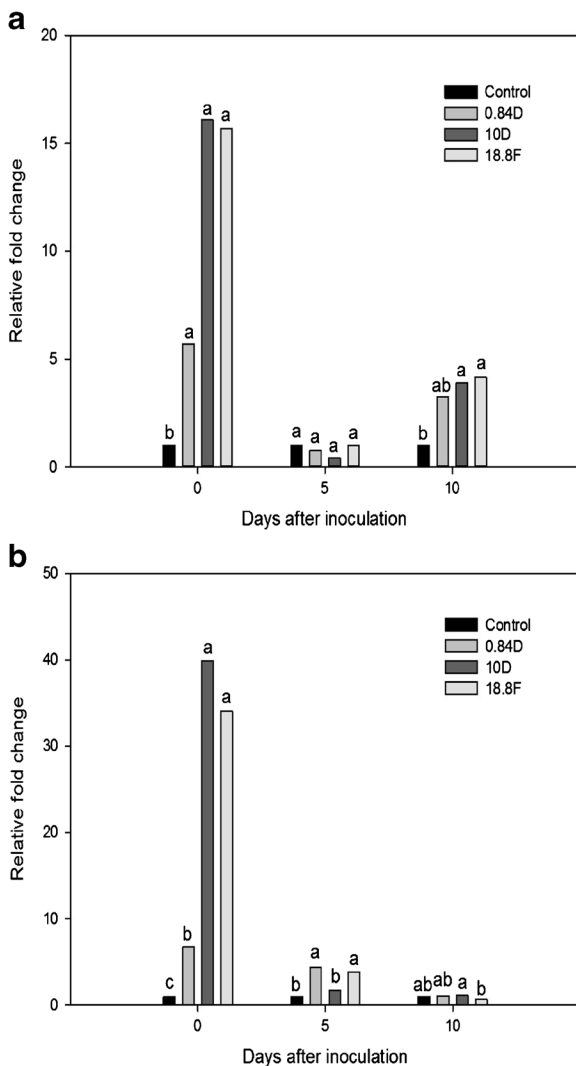 a
20
15
10
5
0
Relative fold change
Control
0.84D
10D
18.8F
b a a a
a a a a
b ab a a
0 5 10
Days after inoculation
b
50
40
30
20
10
0
Relative fold change
Control
0.84D
10D
18.8F
c b a a
b a b a
ab ab a b
0 5 10
Days after inoculation